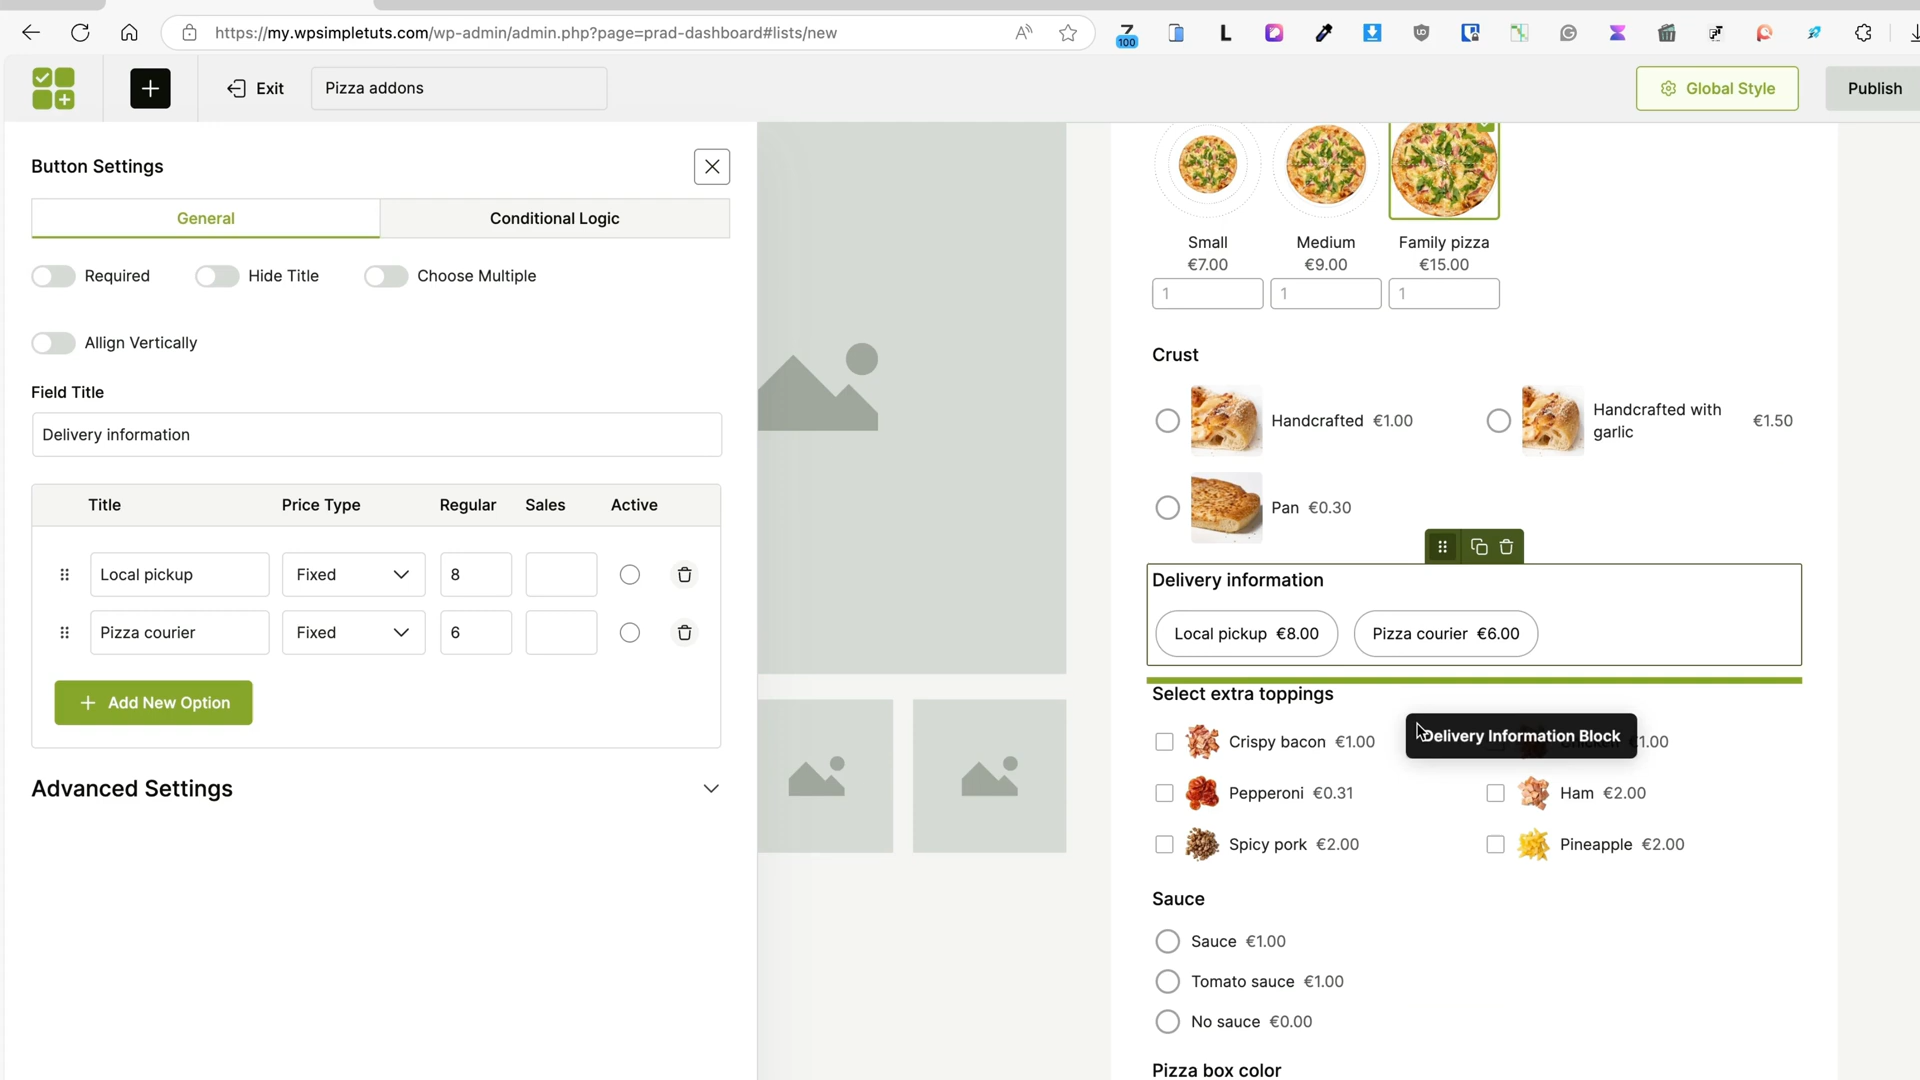 https://my.wpsimpletuts.com/wp-admin/admin.php?page=prad-dashboard#lists/new
100
Exit
Pizza addons
Global Style
Publish
Button Settings
General
Conditional Logic
Required
Hide Title
Choose Multiple
Allign Vertically
Field Title
Delivery information
Title
Price Type
Regular
Sales
Active
Local pickup
Fixed
8
Pizza courier
Fixed
6
Add New Option
Advanced Settings
Small
Medium
Family pizza
€7.00
€9.00
€15.00
1
1
1
Crust
Handcrafted €1.00
Handcrafted with
garlic
€1.50
Pan €0.30
Delivery information
Local pickup €8.00
Pizza courier €6.00
Select extra toppings
Crispy bacon €1.00
Delivery Information Block
Chicken €1.00
Pepperoni €0.31
Ham €2.00
Spicy pork €2.00
Pineapple €2.00
Sauce
Sauce €1.00
Tomato sauce €1.00
No sauce €0.00
Pizza box color